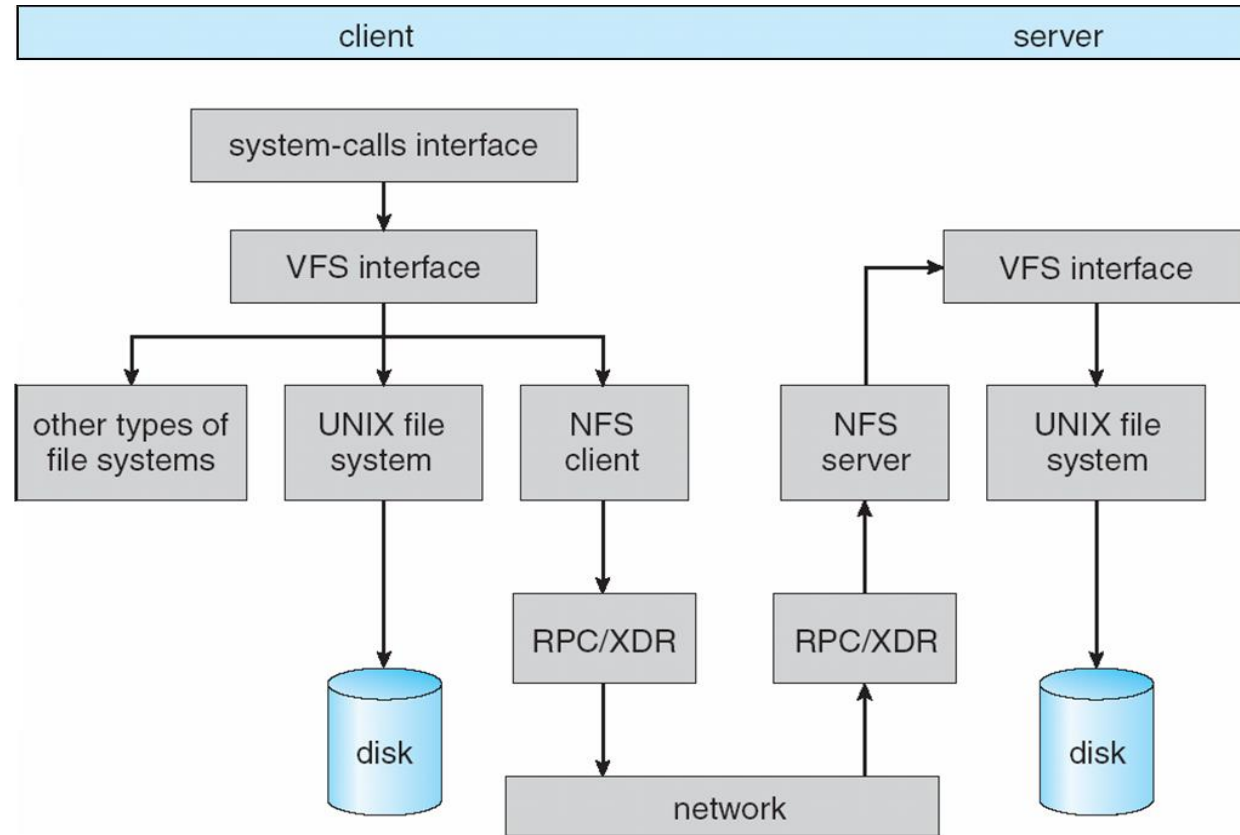 client
server
system-calls interface
VFS interface
VFS interface
other types of
file systems
UNIX file
system
NFS
client
NFS
server
UNIX file
system
RPC/XDR
RPC/XDR
disk
disk
network